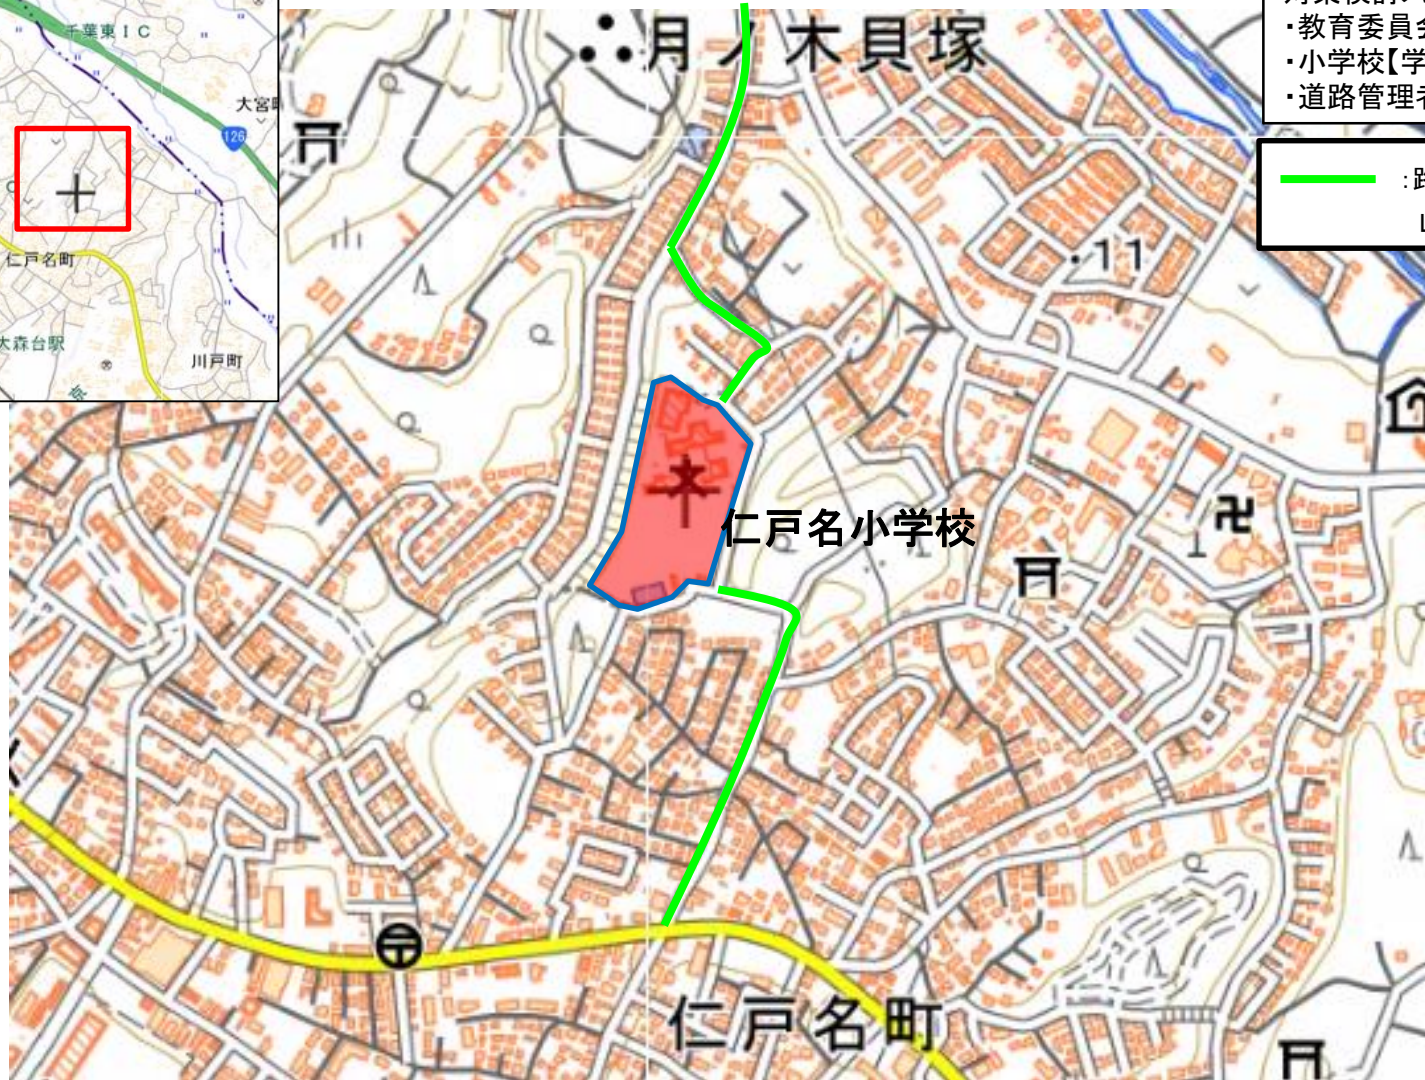 千葉東IC
大宮町
126
仁戸名町
大森台駅
川戸町
月ノ木貝塚
・教育委員会
・小学校【学
・道路管理者
:路
・11
仁戸名小学校
仁戸名町